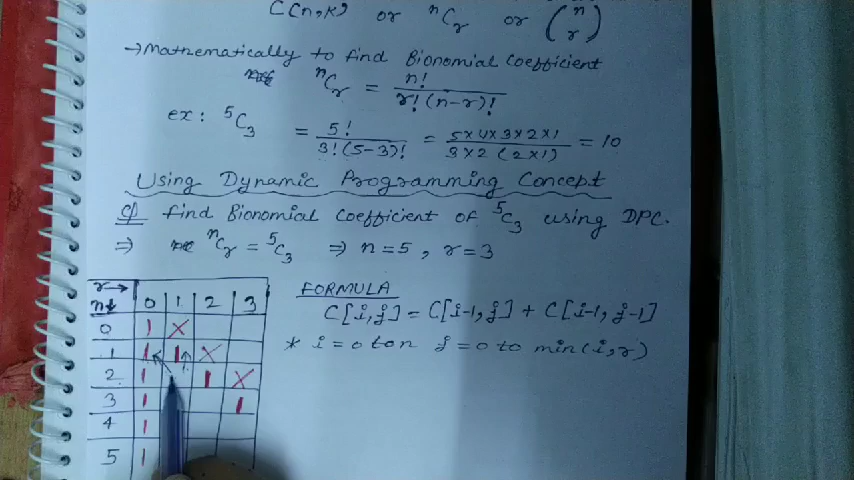 C(n,k) or ⁿCᵣ or (n r)
→ Mathematically to find Bionomial coefficient
ⁿCᵣ = n! / r!(n-r)!
ex: ⁵C₃ = 5! / 3!(5-3)! = 5×4×3×2×1 / 3×2(2×1) = 10
Using Dynamic Programming Concept
Q find Bionomial coefficient of ⁵C₃ using DPC.
⇒ ⁿCᵣ = ⁵C₃ ⇒ n=5, r=3
r→ 0 1 2 3
n↓
0 1 X
1 1 1 X
2 1 1 X
3 1 1
4 1
5 1
FORMULA
C[i,j] = C[i-1,j] + C[i-1,j-1]
* i=0 to n j=0 to min(i,r)